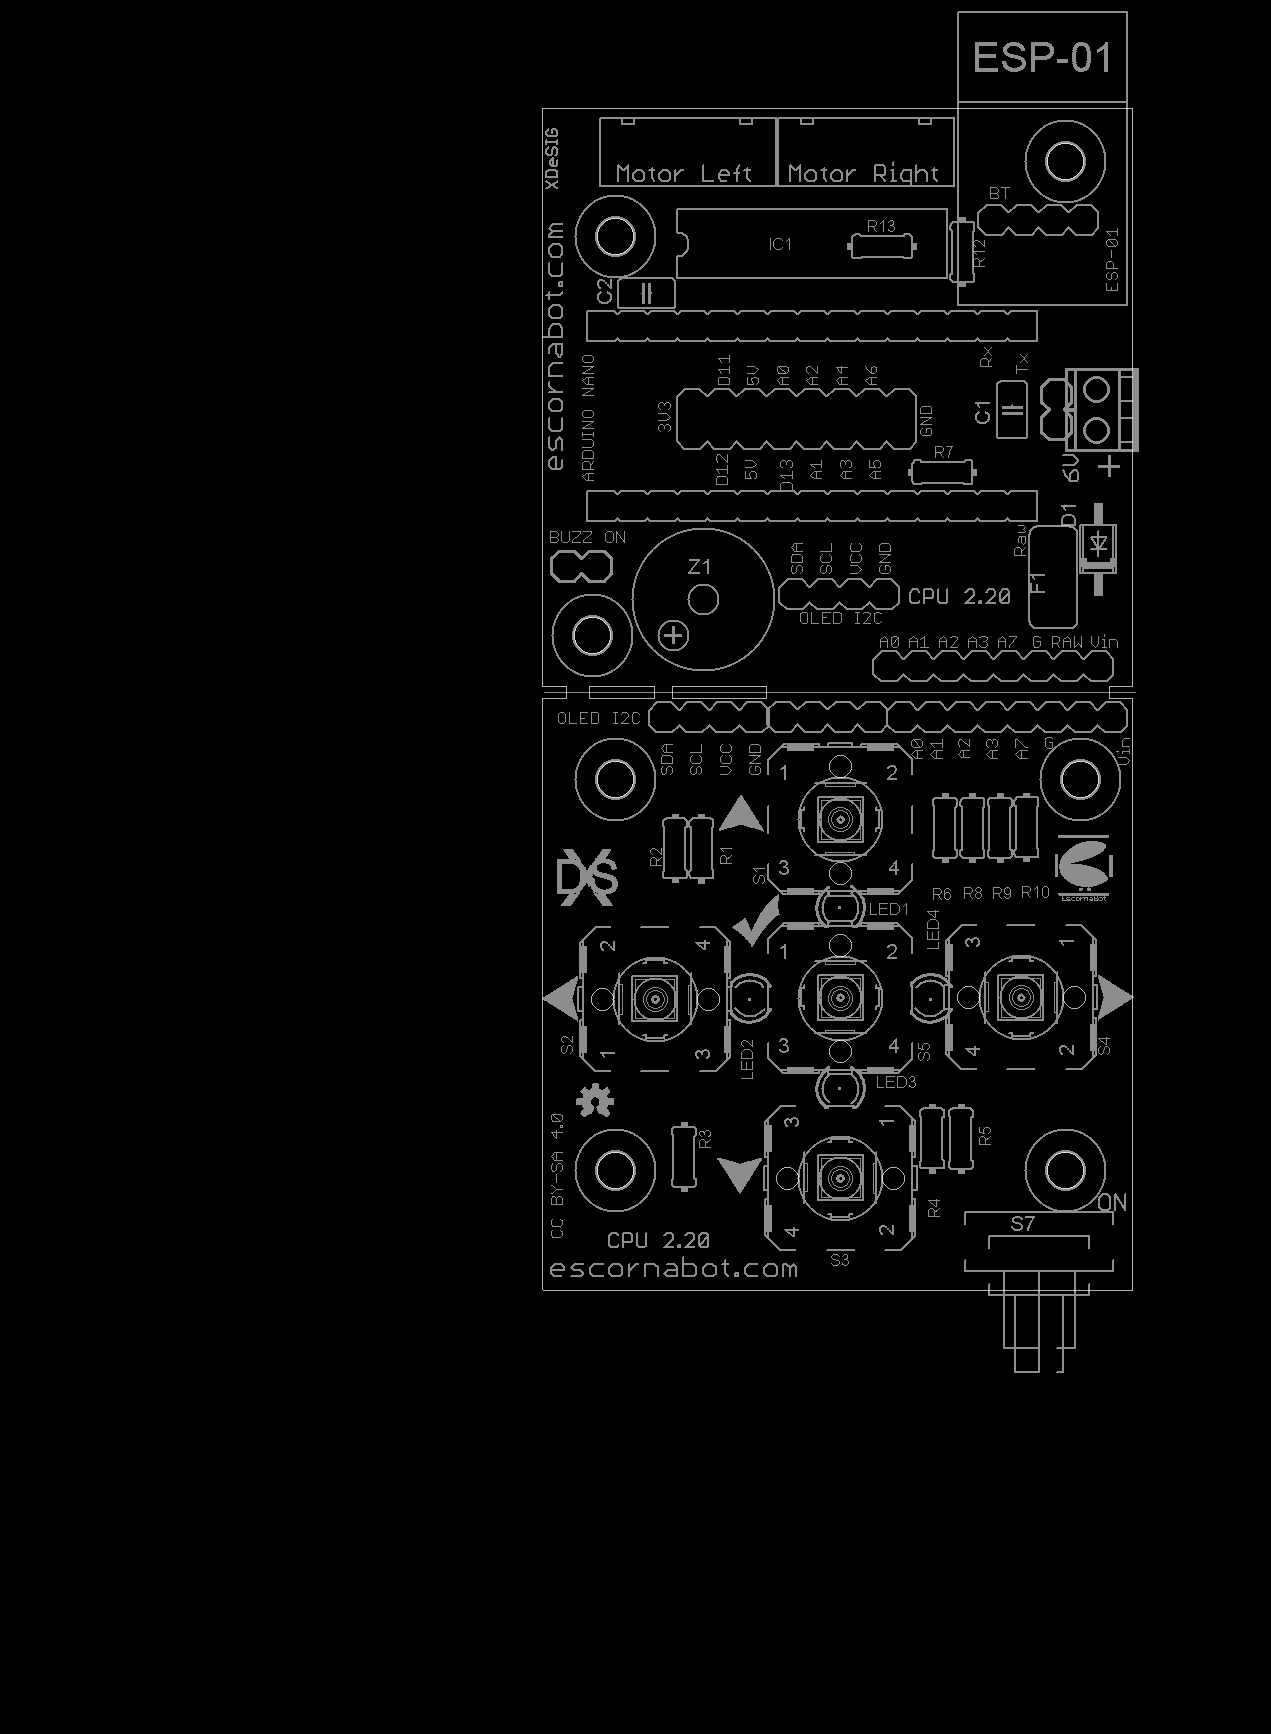 ESP-01
XDeSIG
Motor Left
Motor Right
BT
R13
IC1
R12
ESP-01
escornabot.com
C2
Rx
Tx
ARDUINO NANO
D11
5V
A0
A2
A4
A6
3V3
GND
C1
D12
5V
D13
A1
A3
A5
R7
6V
+
D1
Raw
BUZZ ON
Z1
SDA
SCL
VCC
GND
F1
CPU 2.20
OLED I2C
A0 A1 A2 A3 A7 G RAW Vin
OLED I2C
SDA
SCL
VCC
GND
A0
A1
A2
A3
A7
G
Vin
1
2
3
4
S1
R2
R1
DXS
R6
R8
R9
R10
EscornaBot
LED1
LED4
2
4
1
3
S2
LED2
1
2
3
4
S5
3
1
4
2
S4
LED3
CC BY-SA 4.0
R3
3
1
4
2
S3
R5
R4
ON
S7
CPU 2.20
escornabot.com